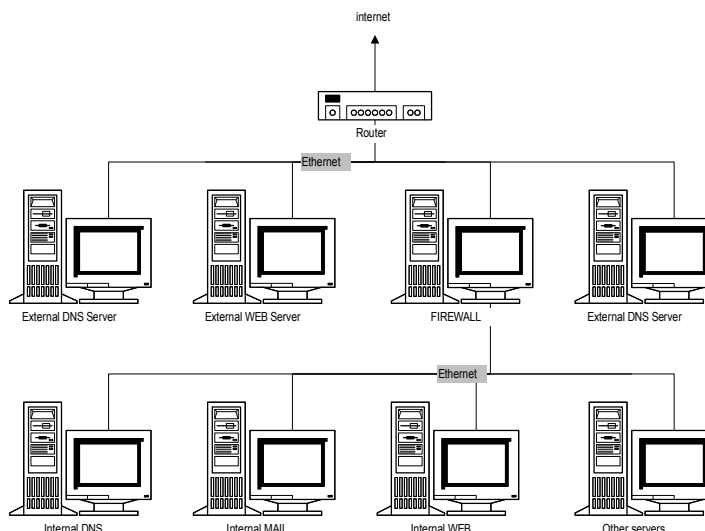 internet
Router
Ethernet
External DNS Server
External WEB Server
FIREWALL
External DNS Server
Ethernet
Internal DNS
Internal MAIL
Internal WEB
Other servers